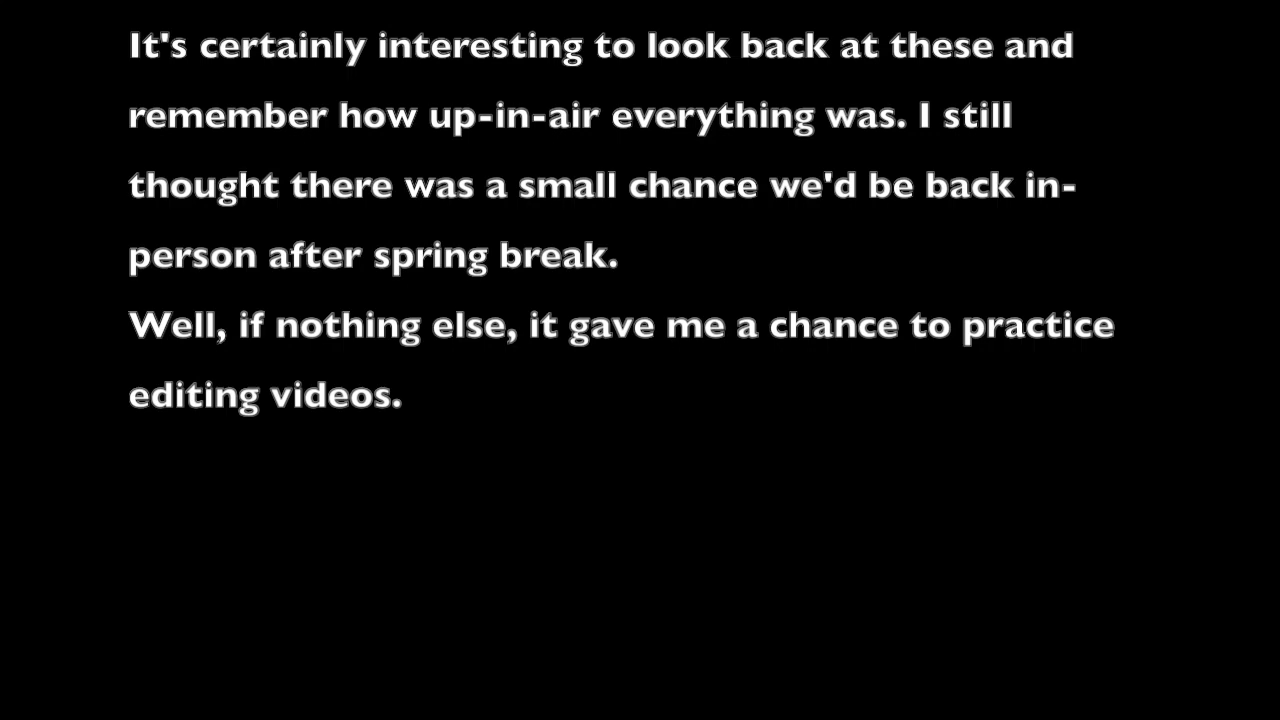 It's certainly interesting to look back at these and
remember how up-in-air everything was. I still
thought there was a small chance we'd be back in-
person after spring break.
Well, if nothing else, it gave me a chance to practice
editing videos.